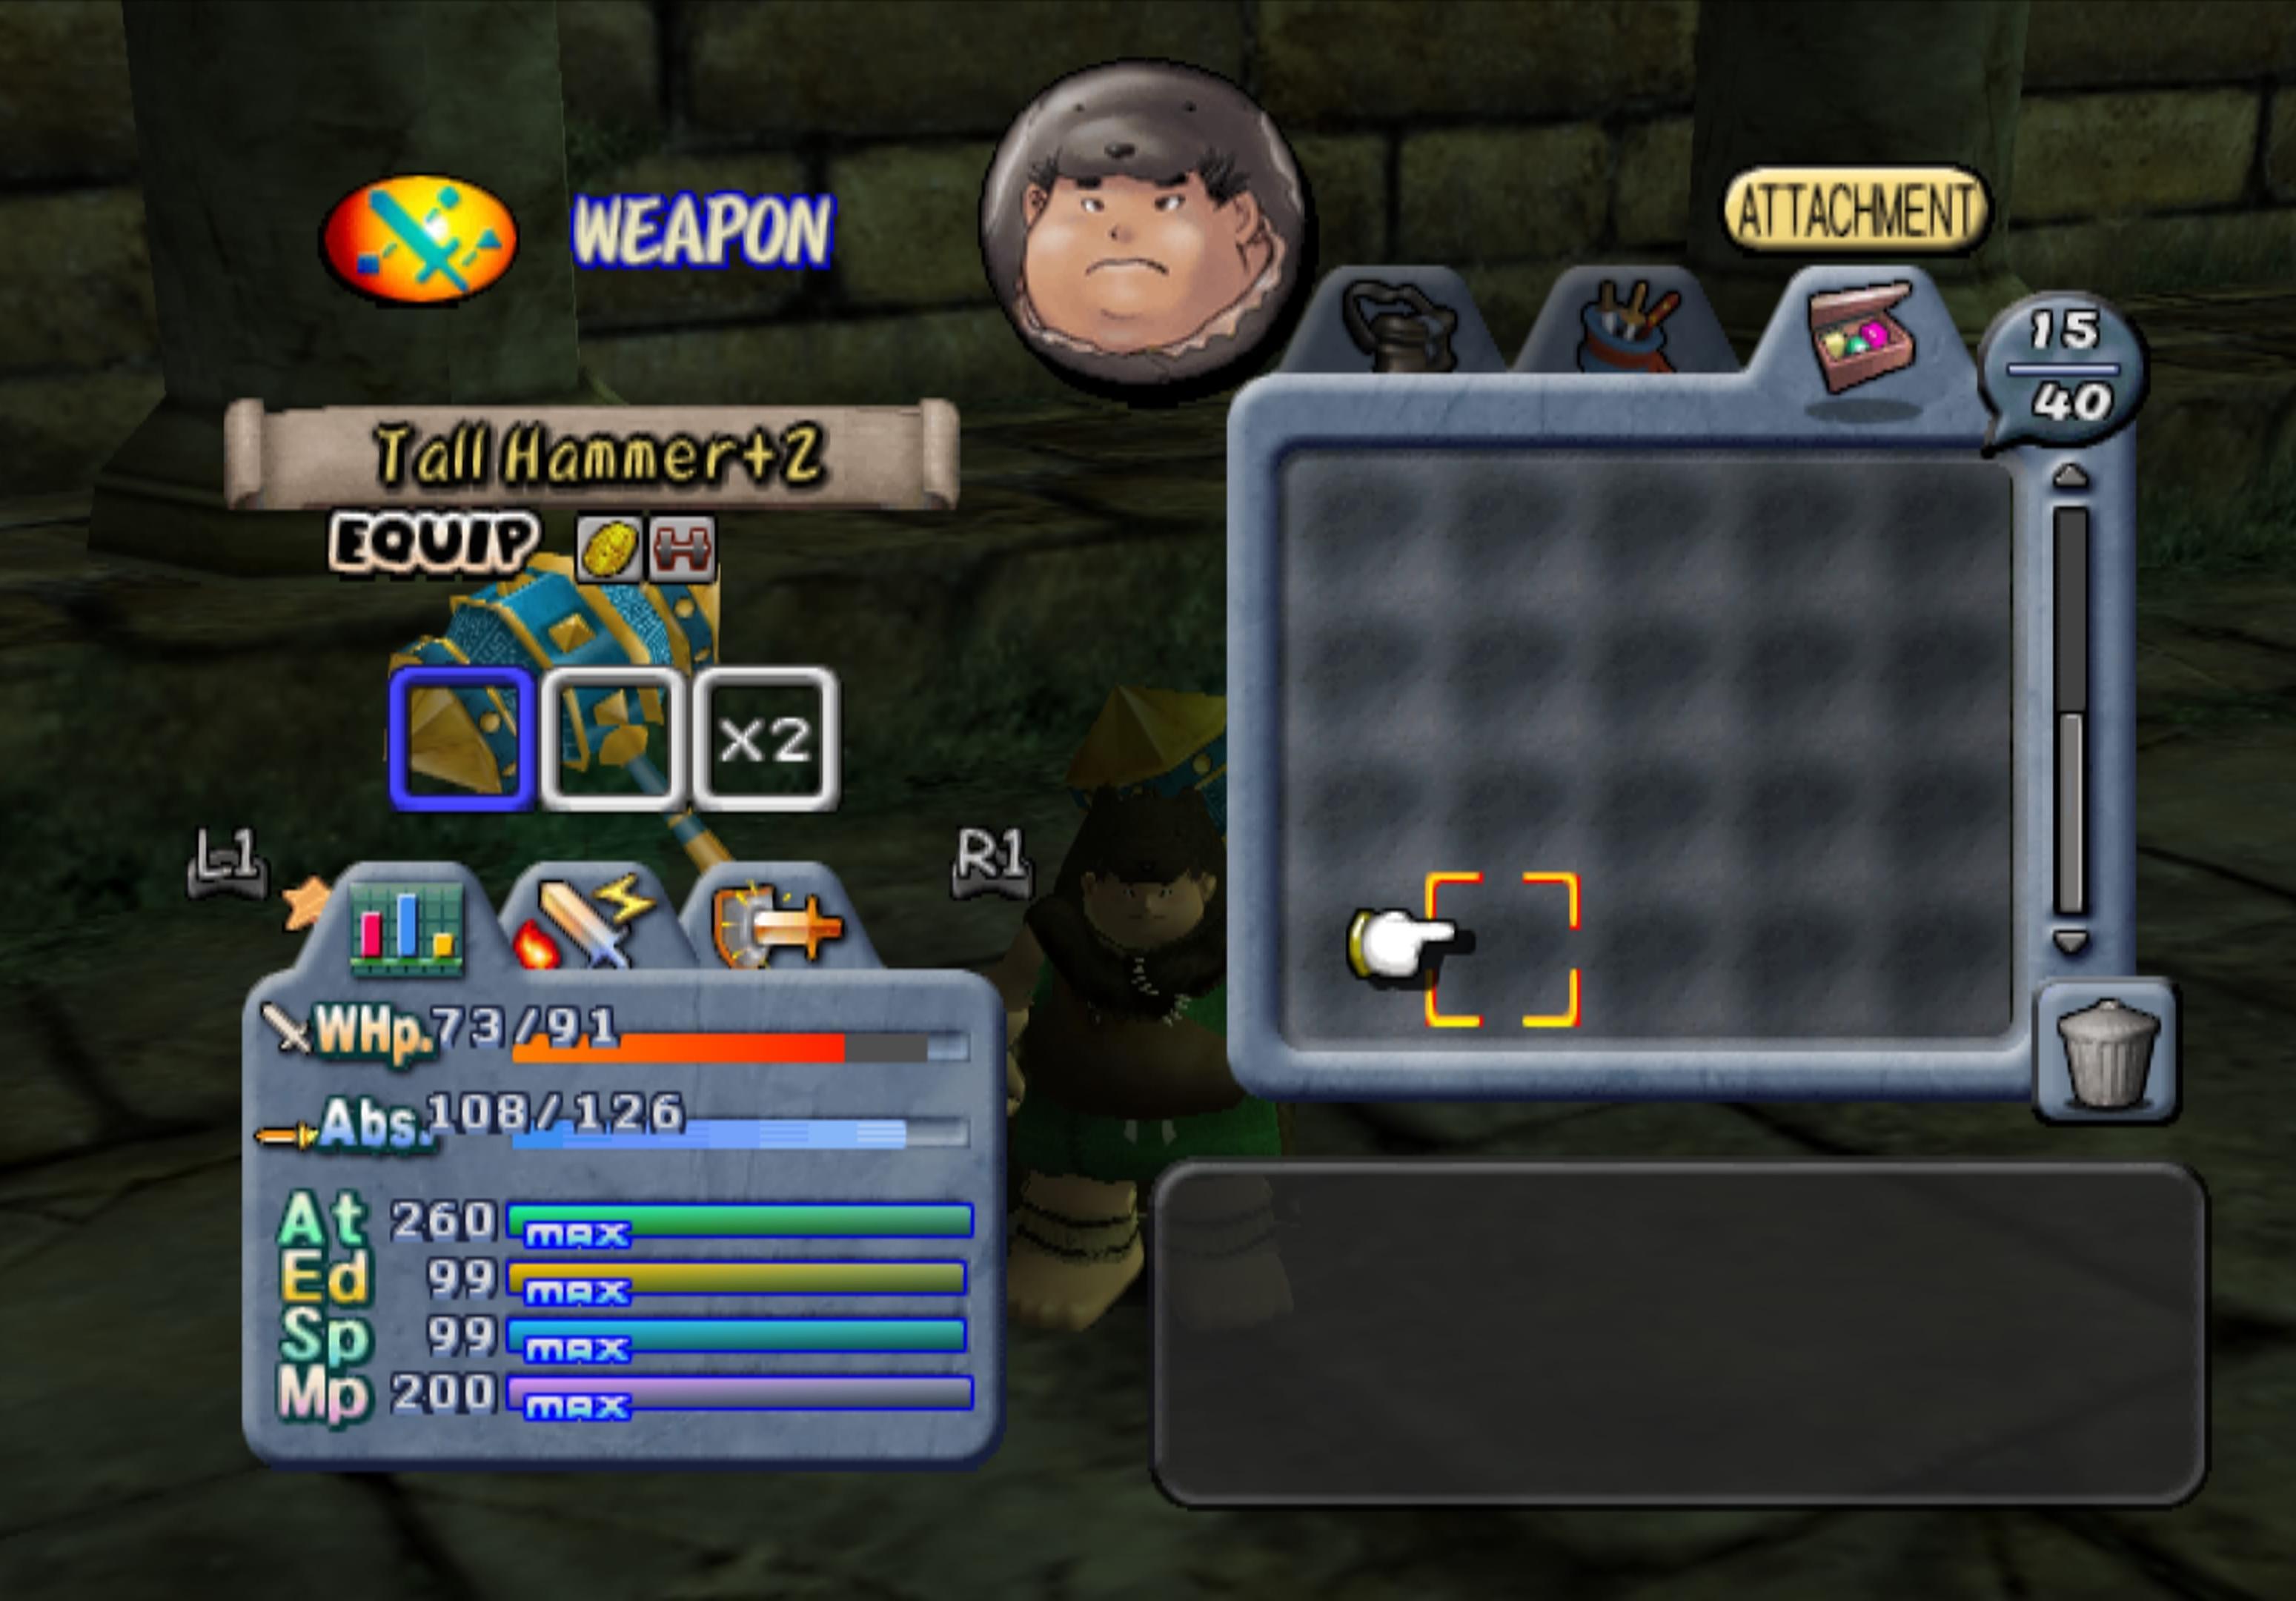 WEAPON
ATTACHMENT
15
40
Tall Hammer+2
EQUIP
X2
L1
R1
WHp. 73/91
Abs. 108/126
At 260 max
Ed 99 max
Sp 99 max
Mp 200 max